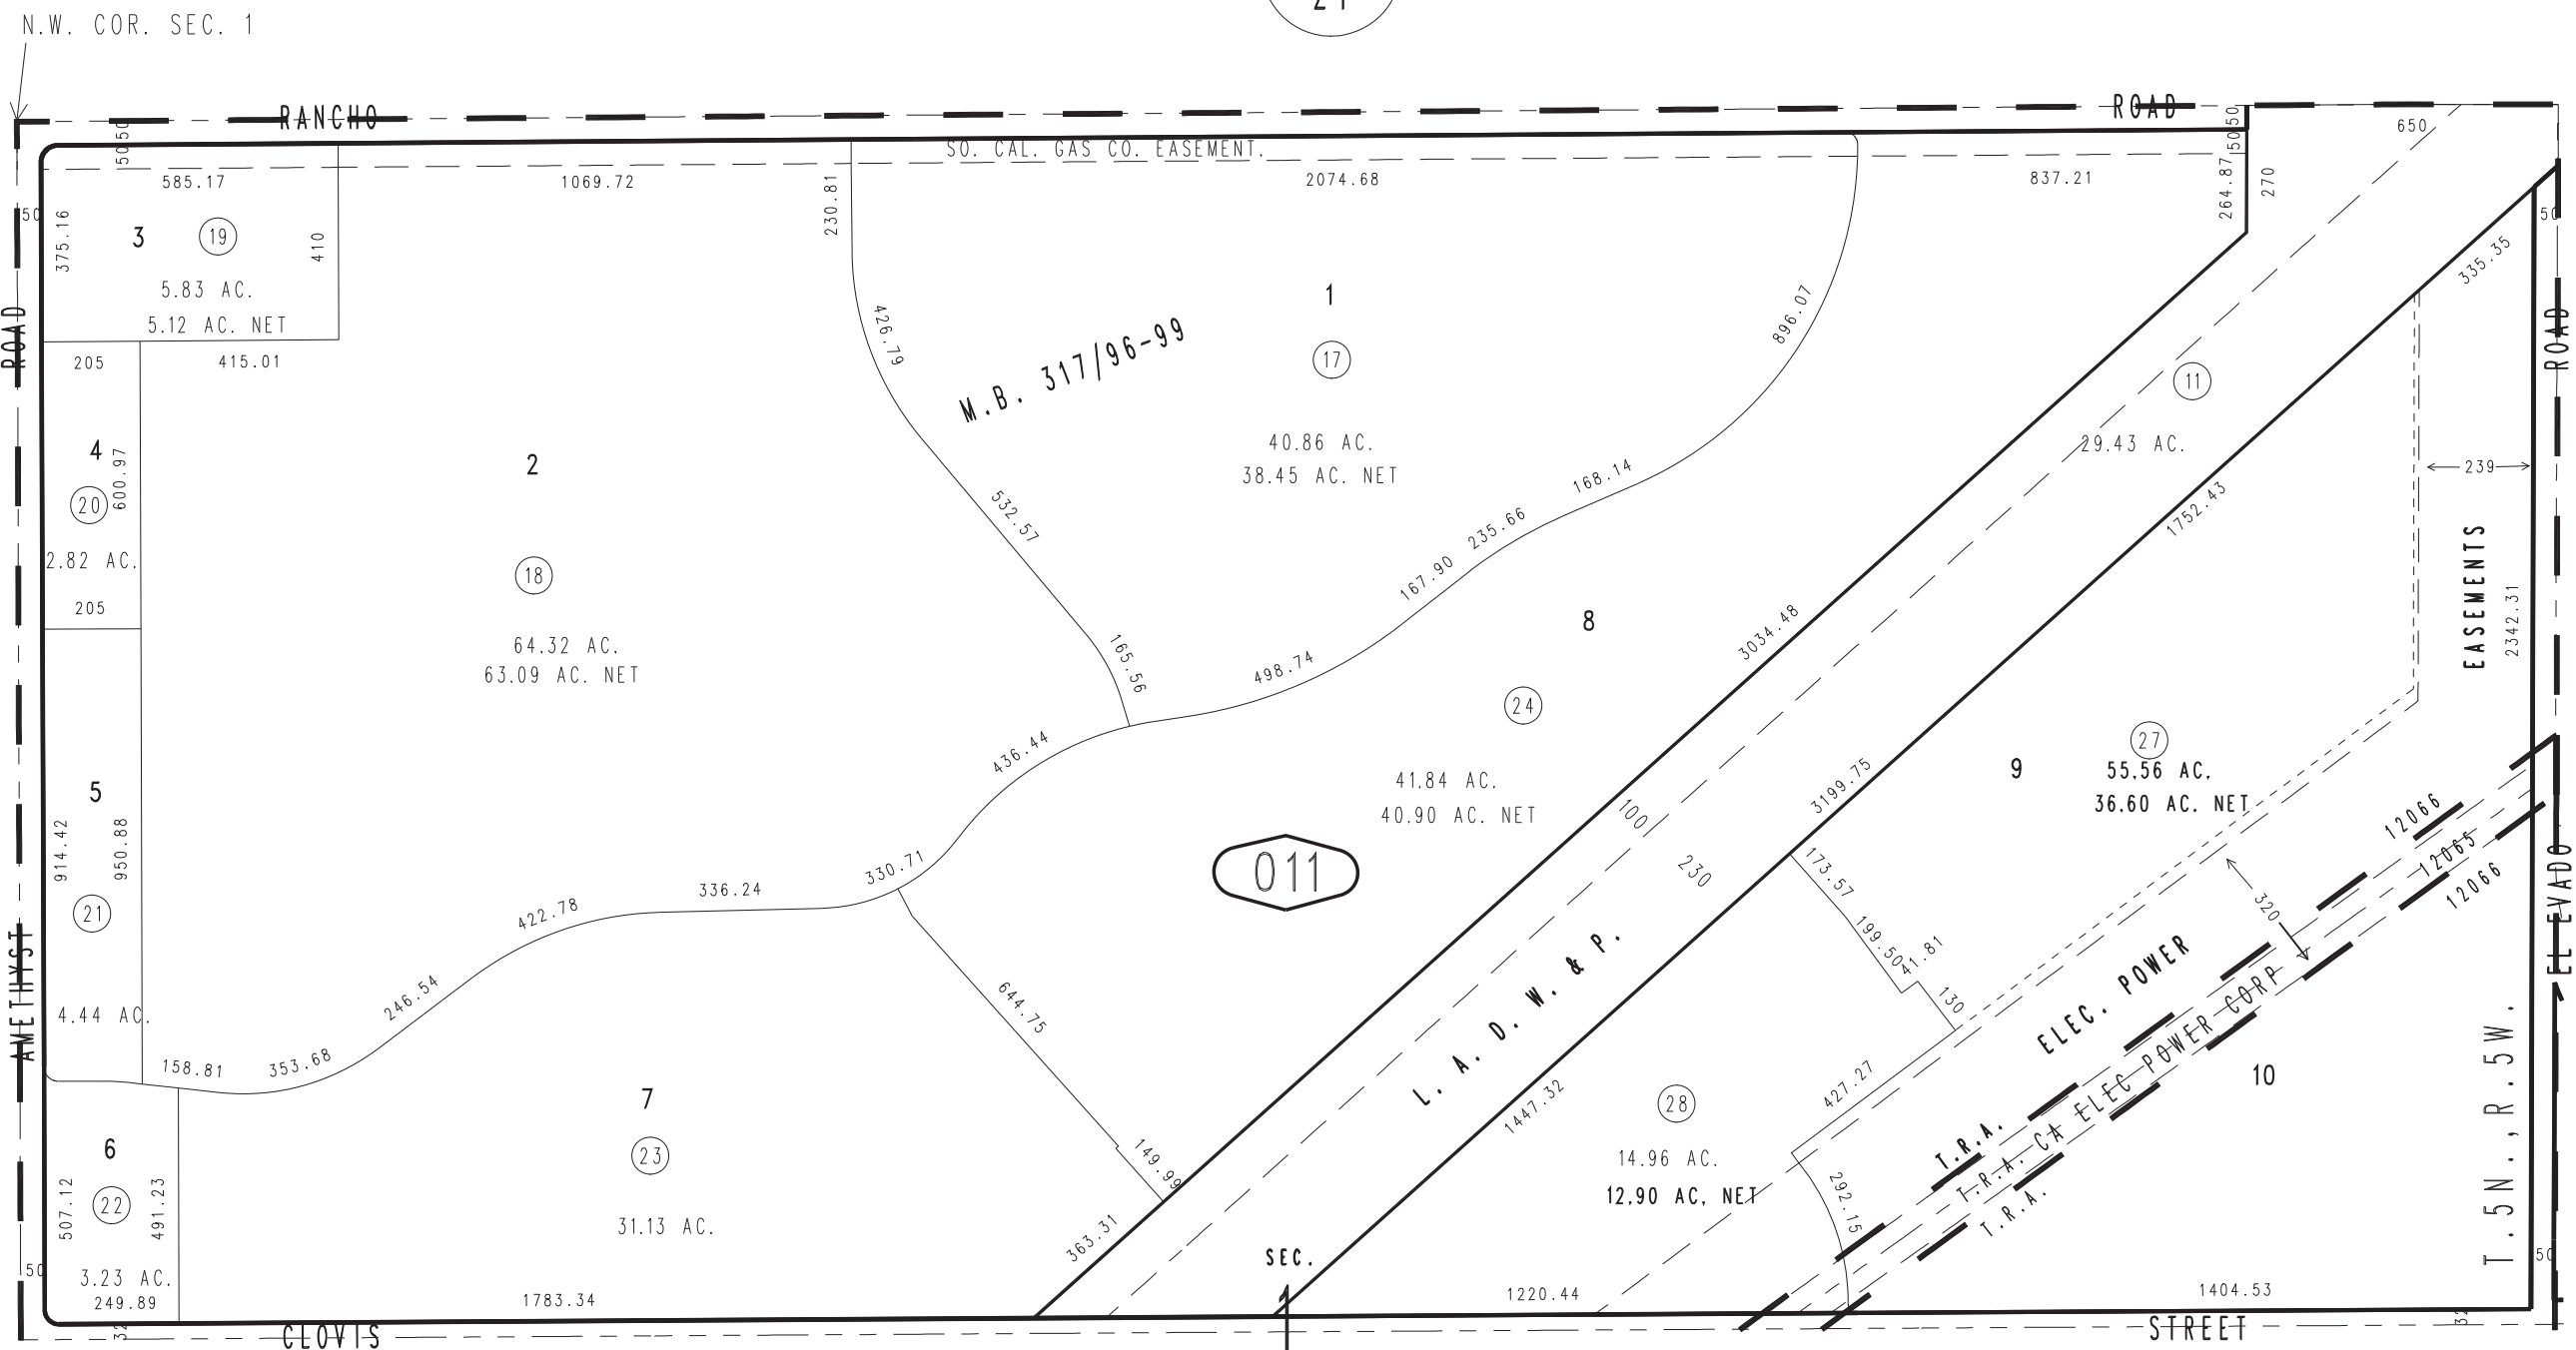 N.W. COR. SEC. 1
RANCHO
ROAD
SO. CAL. GAS CO. EASEMENT.
50
50
585.17
1069.72
230.81
2074.68
837.21
264.87
50
50
270
650
50
375.16
3
19
410
5.83 AC.
5.12 AC. NET
205
415.01
ROAD
4
600.97
20
2.82 AC.
205
2
18
64.32 AC.
63.09 AC. NET
426.79
532.57
165.56
M.B. 317/96-99
1
17
40.86 AC.
38.45 AC. NET
896.07
168.14
235.66
167.90
498.74
436.44
330.71
336.24
422.78
246.54
353.68
158.81
5
914.42
950.88
21
4.44 AC.
AMETHYST
6
507.12
22
491.23
3.23 AC.
249.89
50
32
7
23
31.13 AC.
1783.34
644.75
149.99
363.31
8
24
41.84 AC.
40.90 AC. NET
011
3034.48
11
29.43 AC.
335.35
50
ROAD
1752.43
3199.75
1447.32
100
230
L. A. D. W. & P.
239
EASEMENTS
2342.31
9
27
55.56 AC.
36.60 AC. NET
173.57
199.50
41.81
130
427.27
292.15
28
14.96 AC.
12.90 AC. NET
320
12066
12065
12066
ELEC. POWER
T.R.A.
T.R.A. CA ELEC POWER CORP
T.R.A.
10
EL EVADO
T.5N.,R.5W.
50
SEC.
1
1220.44
1404.53
32
CLOVIS
STREET